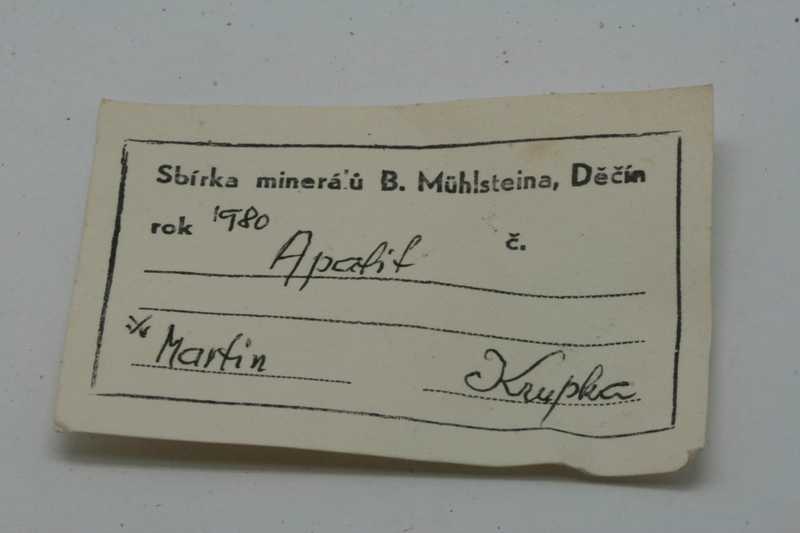 Sbírka minerálů B. Mühlsteina, Děčín
rok 1980 č.
Apatit
Martin Krupka